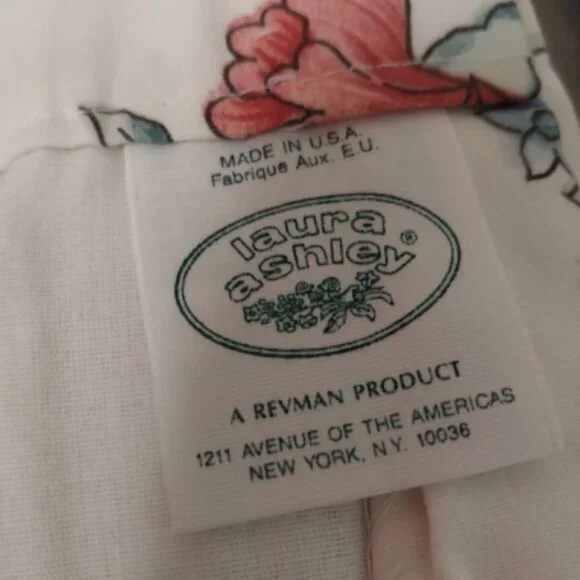 MADE IN U.S.A.
Fabrique Aux. E.U.
laura
ashley®
A REVMAN PRODUCT
1211 AVENUE OF THE AMERICAS
NEW YORK, N.Y. 10036